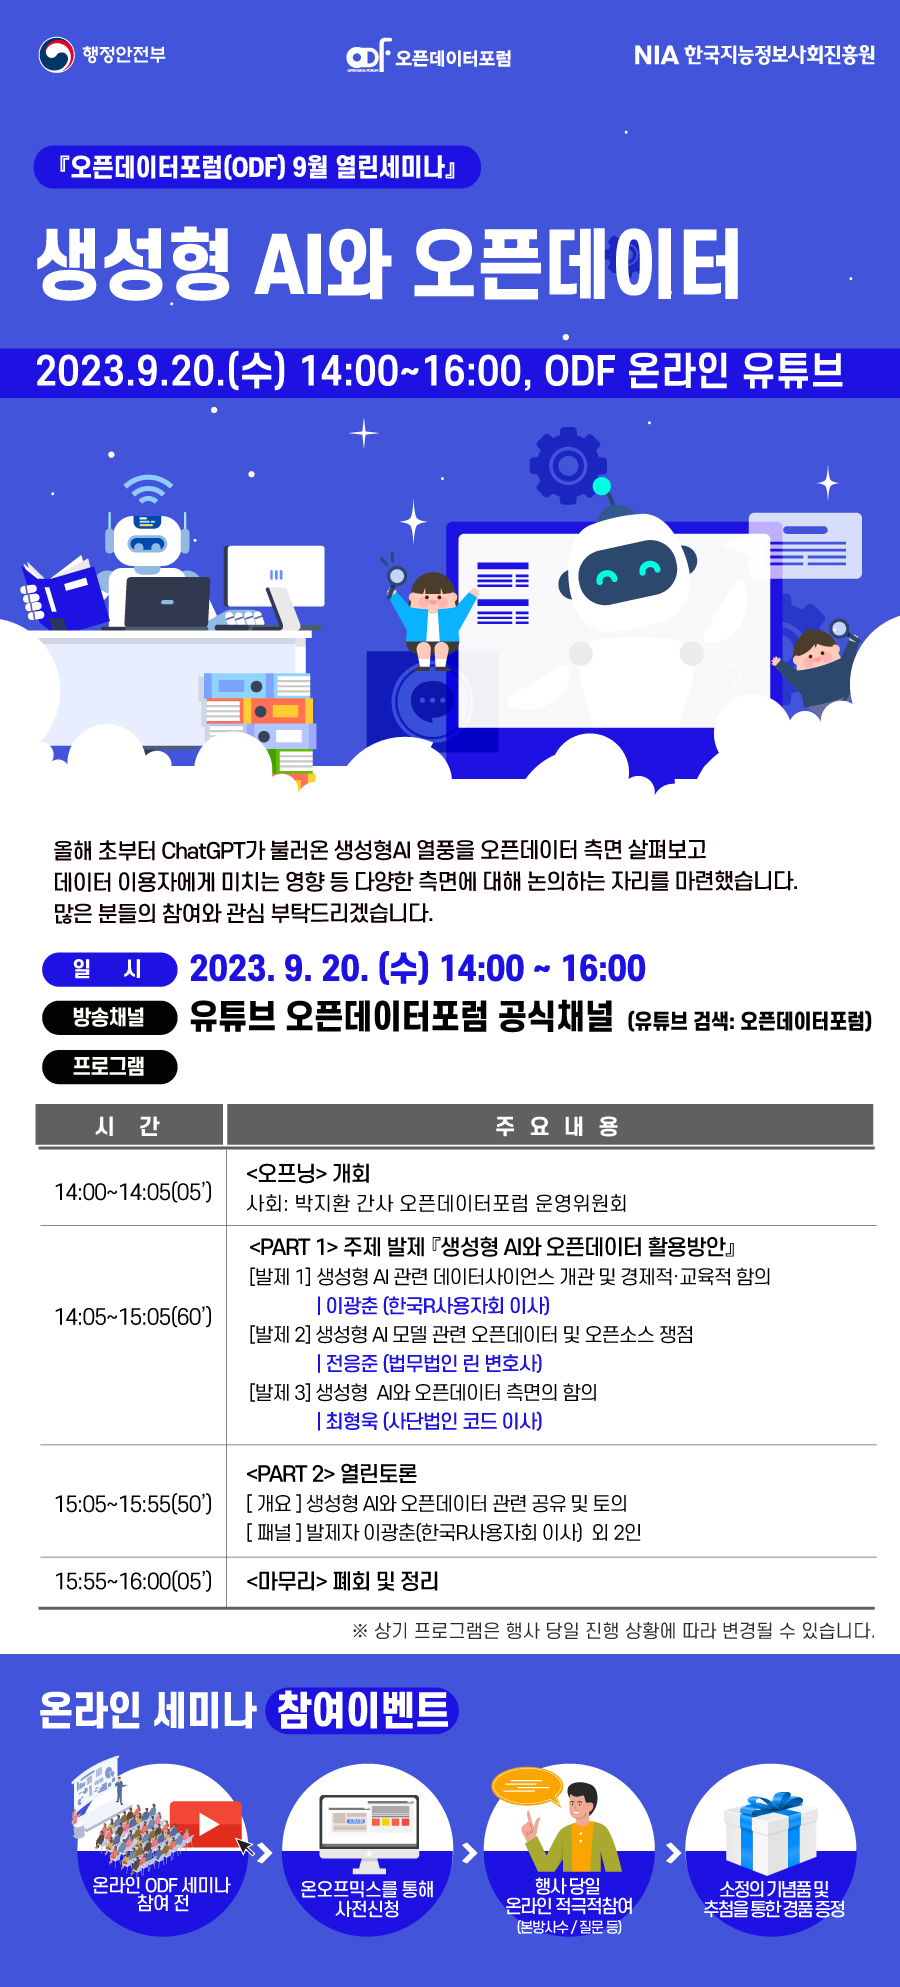 행정안전부
ODF 오픈데이터포럼
OPEN DATA FORUM
NIA 한국지능정보사회진흥원
『오픈데이터포럼(ODF) 9월 열린세미나』
생성형 AI와 오픈데이터
2023.9.20.(수) 14:00~16:00, ODF 온라인 유튜브
올해 초부터 ChatGPT가 불러온 생성형AI 열풍을 오픈데이터 측면 살펴보고
데이터 이용자에게 미치는 영향 등 다양한 측면에 대해 논의하는 자리를 마련했습니다.
많은 분들의 참여와 관심 부탁드리겠습니다.
일 시 2023. 9. 20. (수) 14:00 ~ 16:00
방송채널 유튜브 오픈데이터포럼 공식채널 (유튜브 검색: 오픈데이터포럼)
프로그램
시 간 주 요 내 용
<오프닝> 개회
14:00~14:05(05’)
사회: 박지환 간사 오픈데이터포럼 운영위원회
<PART 1> 주제 발제 『생성형 AI와 오픈데이터 활용방안』
[발제 1] 생성형 AI 관련 데이터사이언스 개관 및 경제적·교육적 함의
| 이광춘 (한국R사용자회 이사)
14:05~15:05(60’)
[발제 2] 생성형 AI 모델 관련 오픈데이터 및 오픈소스 쟁점
| 전응준 (법무법인 린 변호사)
[발제 3] 생성형 AI와 오픈데이터 측면의 함의
| 최형욱 (사단법인 코드 이사)
<PART 2> 열린토론
15:05~15:55(50’)
[ 개요 ] 생성형 AI와 오픈데이터 관련 공유 및 토의
[ 패널 ] 발제자 이광춘(한국R사용자회 이사) 외 2인
15:55~16:00(05’) <마무리> 폐회 및 정리
※ 상기 프로그램은 행사 당일 진행 상황에 따라 변경될 수 있습니다.
온라인 세미나 참여이벤트
온라인 ODF 세미나
참여 전
온오프믹스를 통해
사전신청
행사 당일
온라인 적극적참여
(본방사수 / 질문 등)
소정의 기념품 및
추첨을 통한 경품 증정